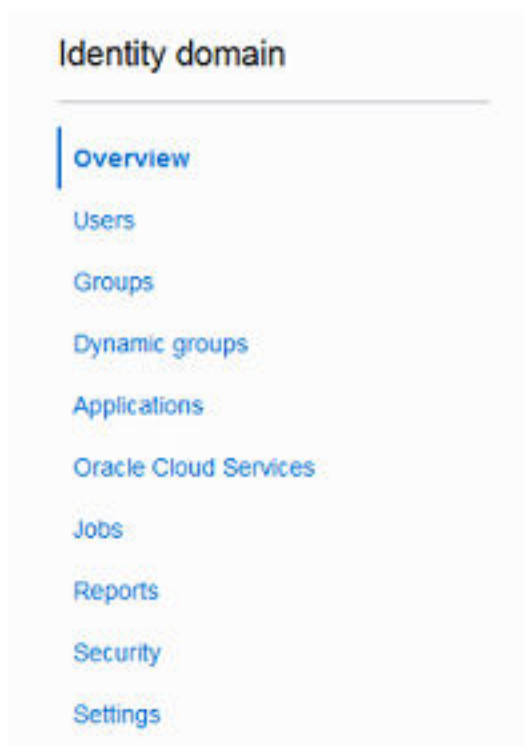 Identity domain
Overview
Users
Groups
Dynamic groups
Applications
Oracle Cloud Services
Jobs
Reports
Security
Settings